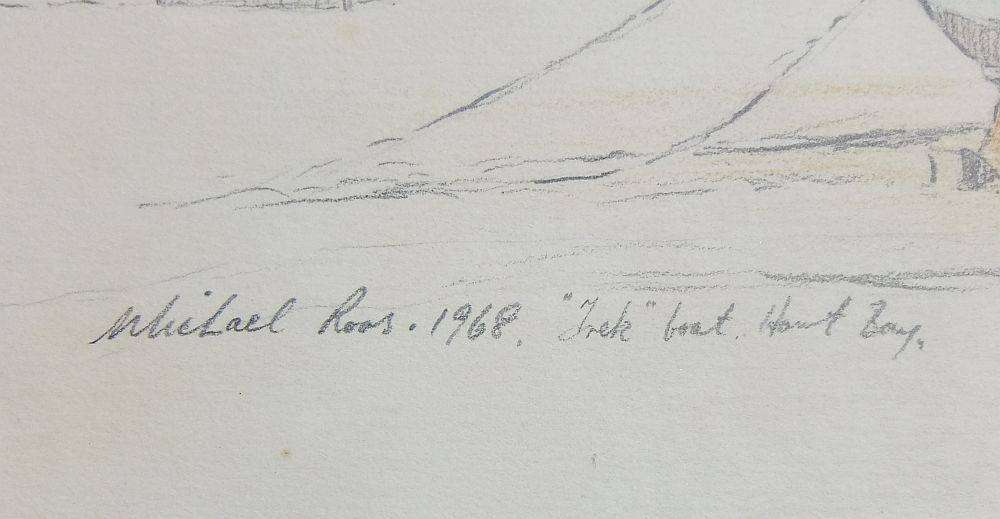 Michael Roos. 1968. "Trek" boat. Hout Bay.